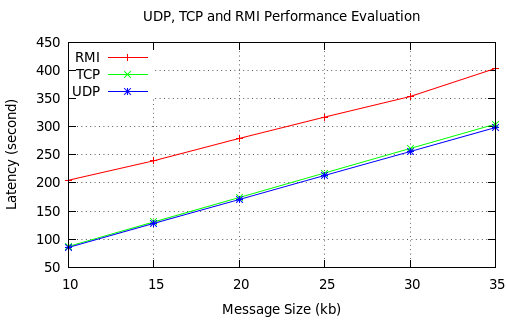 UDP, TCP and RMI Performance Evaluation
450
400
350
300
250
200
150
100
50
RMI
TCP
UDP
Latency (second)
10 15 20 25 30 35
Message Size (kb)